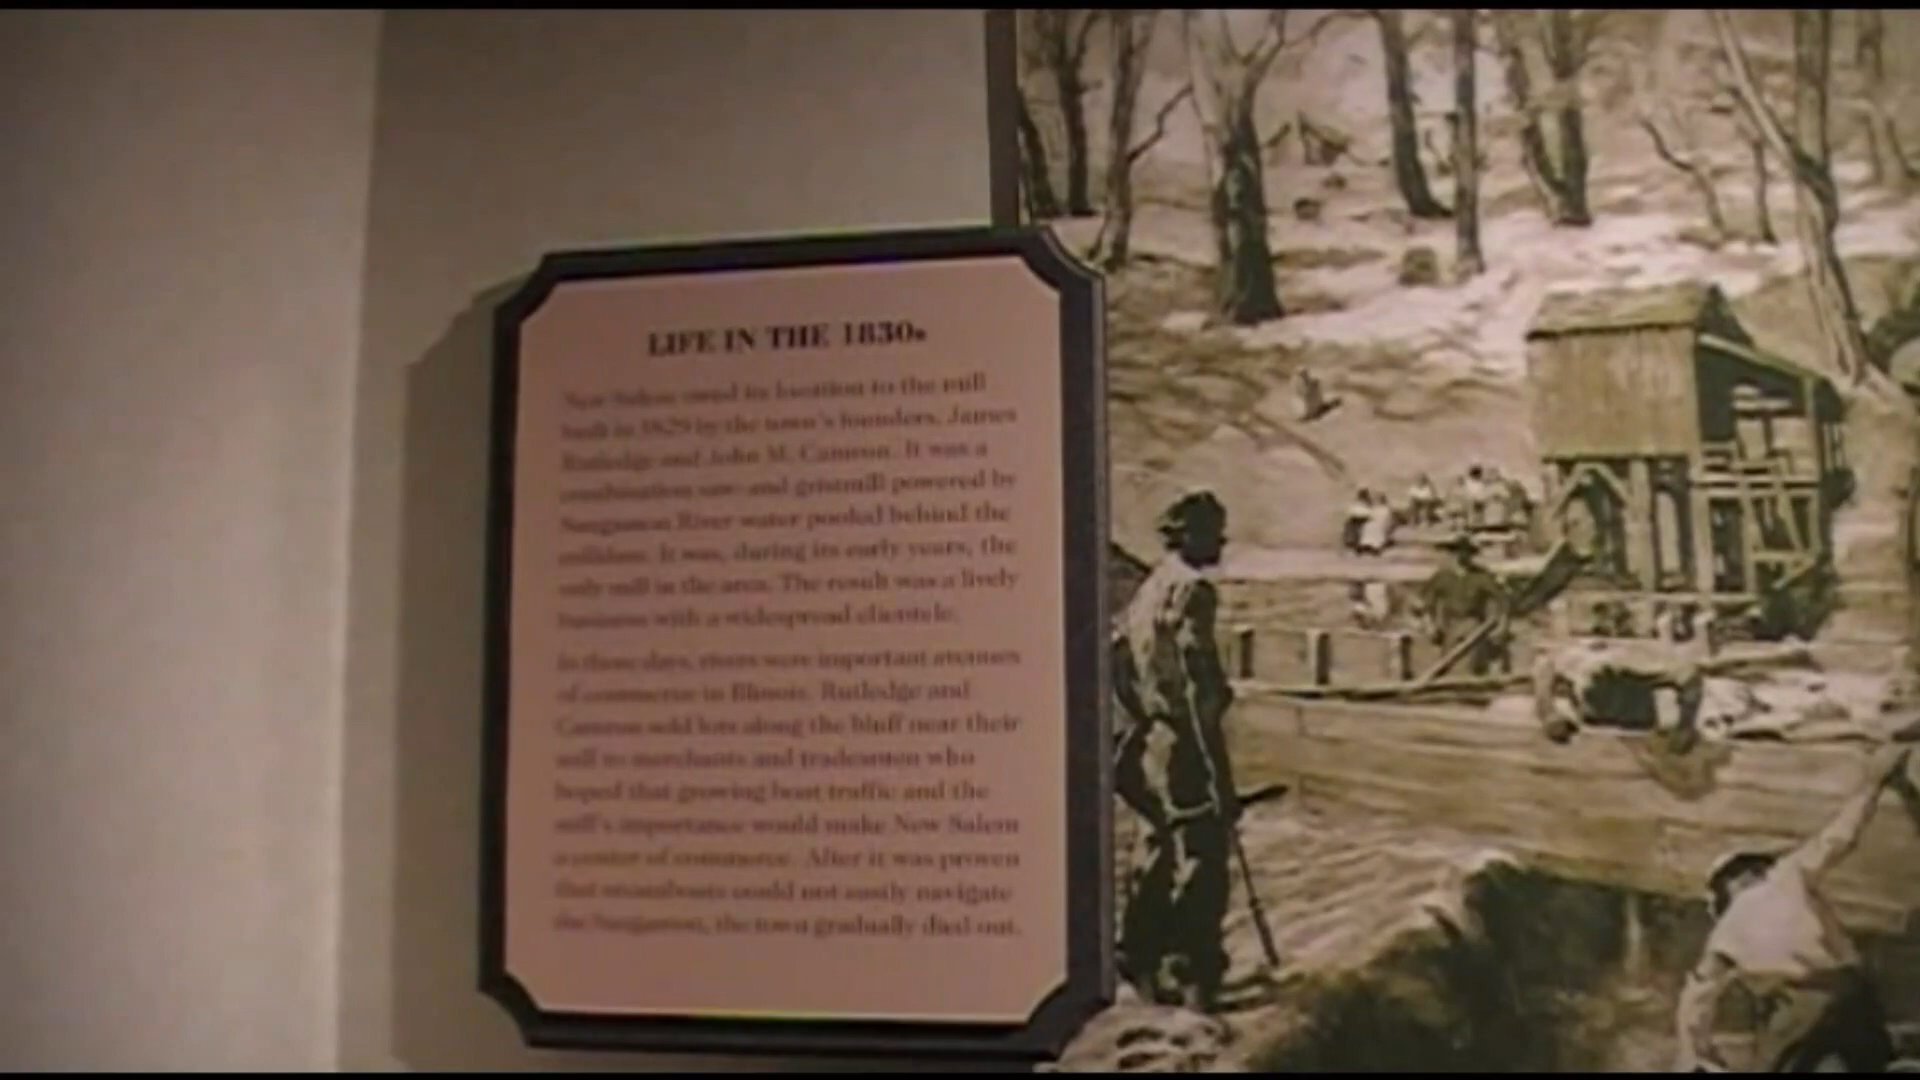 LIFE IN THE 1830s
New Salem owed its location to the mill
built in 1829 by the town's founders, James
Rutledge and John M. Camron. It was a
combination saw- and gristmill powered by
Sangamon River water pooled behind the
milldam. It was, during its early years, the
only mill in the area. The result was a lively
business with a widespread clientele.
In those days, rivers were important avenues
of commerce in Illinois. Rutledge and
Camron sold lots along the bluff near their
mill to merchants and tradesmen who
hoped that growing boat traffic and the
mill's importance would make New Salem
a center of commerce. After it was proven
that steamboats could not easily navigate
the Sangamon, the town gradually died out.